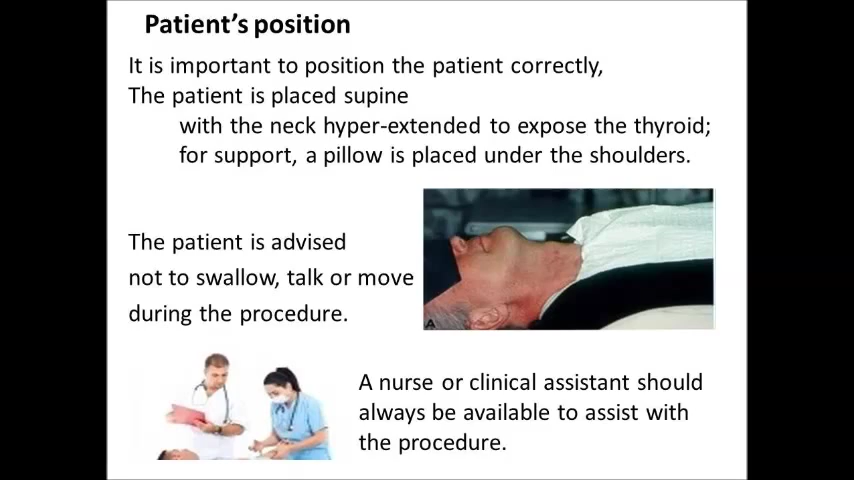 Patient's position
It is important to position the patient correctly,
The patient is placed supine
with the neck hyper-extended to expose the thyroid;
for support, a pillow is placed under the shoulders.
The patient is advised
not to swallow, talk or move
during the procedure.
A
A nurse or clinical assistant should
always be available to assist with
the procedure.